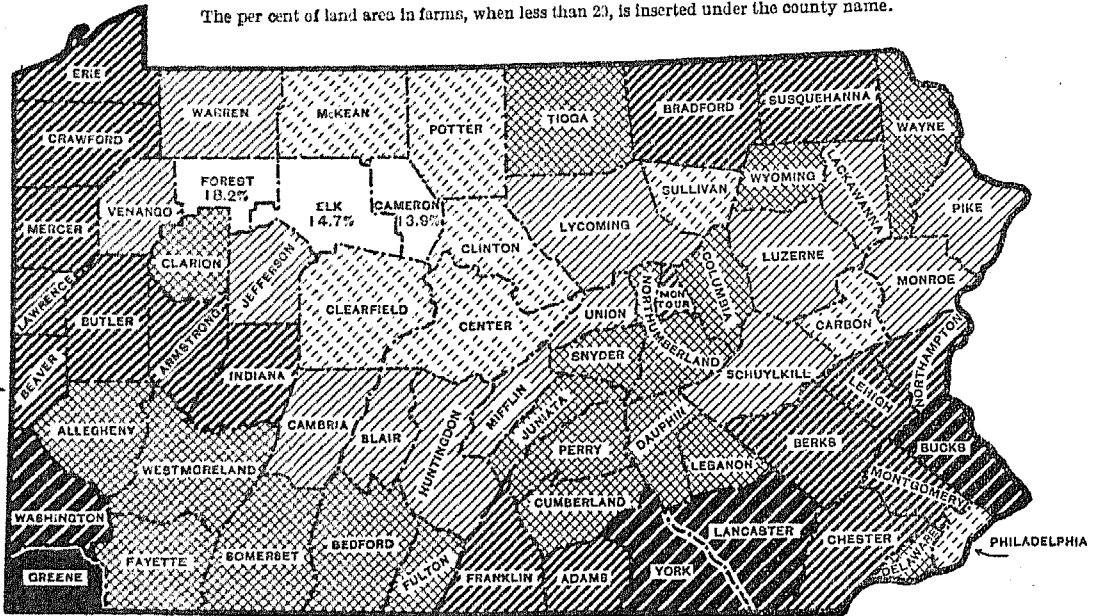 The per cent of land area in farms, when less than 20, is inserted under the county name.
ERIE
CRAWFORD
WARREN
McKEAN
POTTER
TIOGA
BRADFORD
SUSQUEHANNA
WAYNE
WYOMING
LACKAWANNA
SULLIVAN
PIKE
FOREST
18.2%
ELK
14.7%
CAMERON
13.9%
VENANGO
MERCER
CLINTON
LYCOMING
LUZERNE
MONROE
CLARION
JEFFERSON
LAWRENCE
BUTLER
ARMSTRONG
CLEARFIELD
CENTER
UNION
NORTHUMBERLAND
MON
TOUR
COLUMBIA
CARBON
BEAVER
INDIANA
SNYDER
SCHUYLKILL
LEHIGH
NORTHAMPTON
ALLEGHENY
WESTMORELAND
CAMBRIA
BLAIR
HUNTINGDON
MIFFLIN
JUNIATA
PERRY
DAUPHIN
LEBANON
BERKS
BUCKS
MONTGOMERY
CUMBERLAND
WASHINGTON
LANCASTER
CHESTER
DELAWARE
PHILADELPHIA
GREENE
FAYETTE
SOMERSET
BEDFORD
FULTON
FRANKLIN
ADAMS
YORK